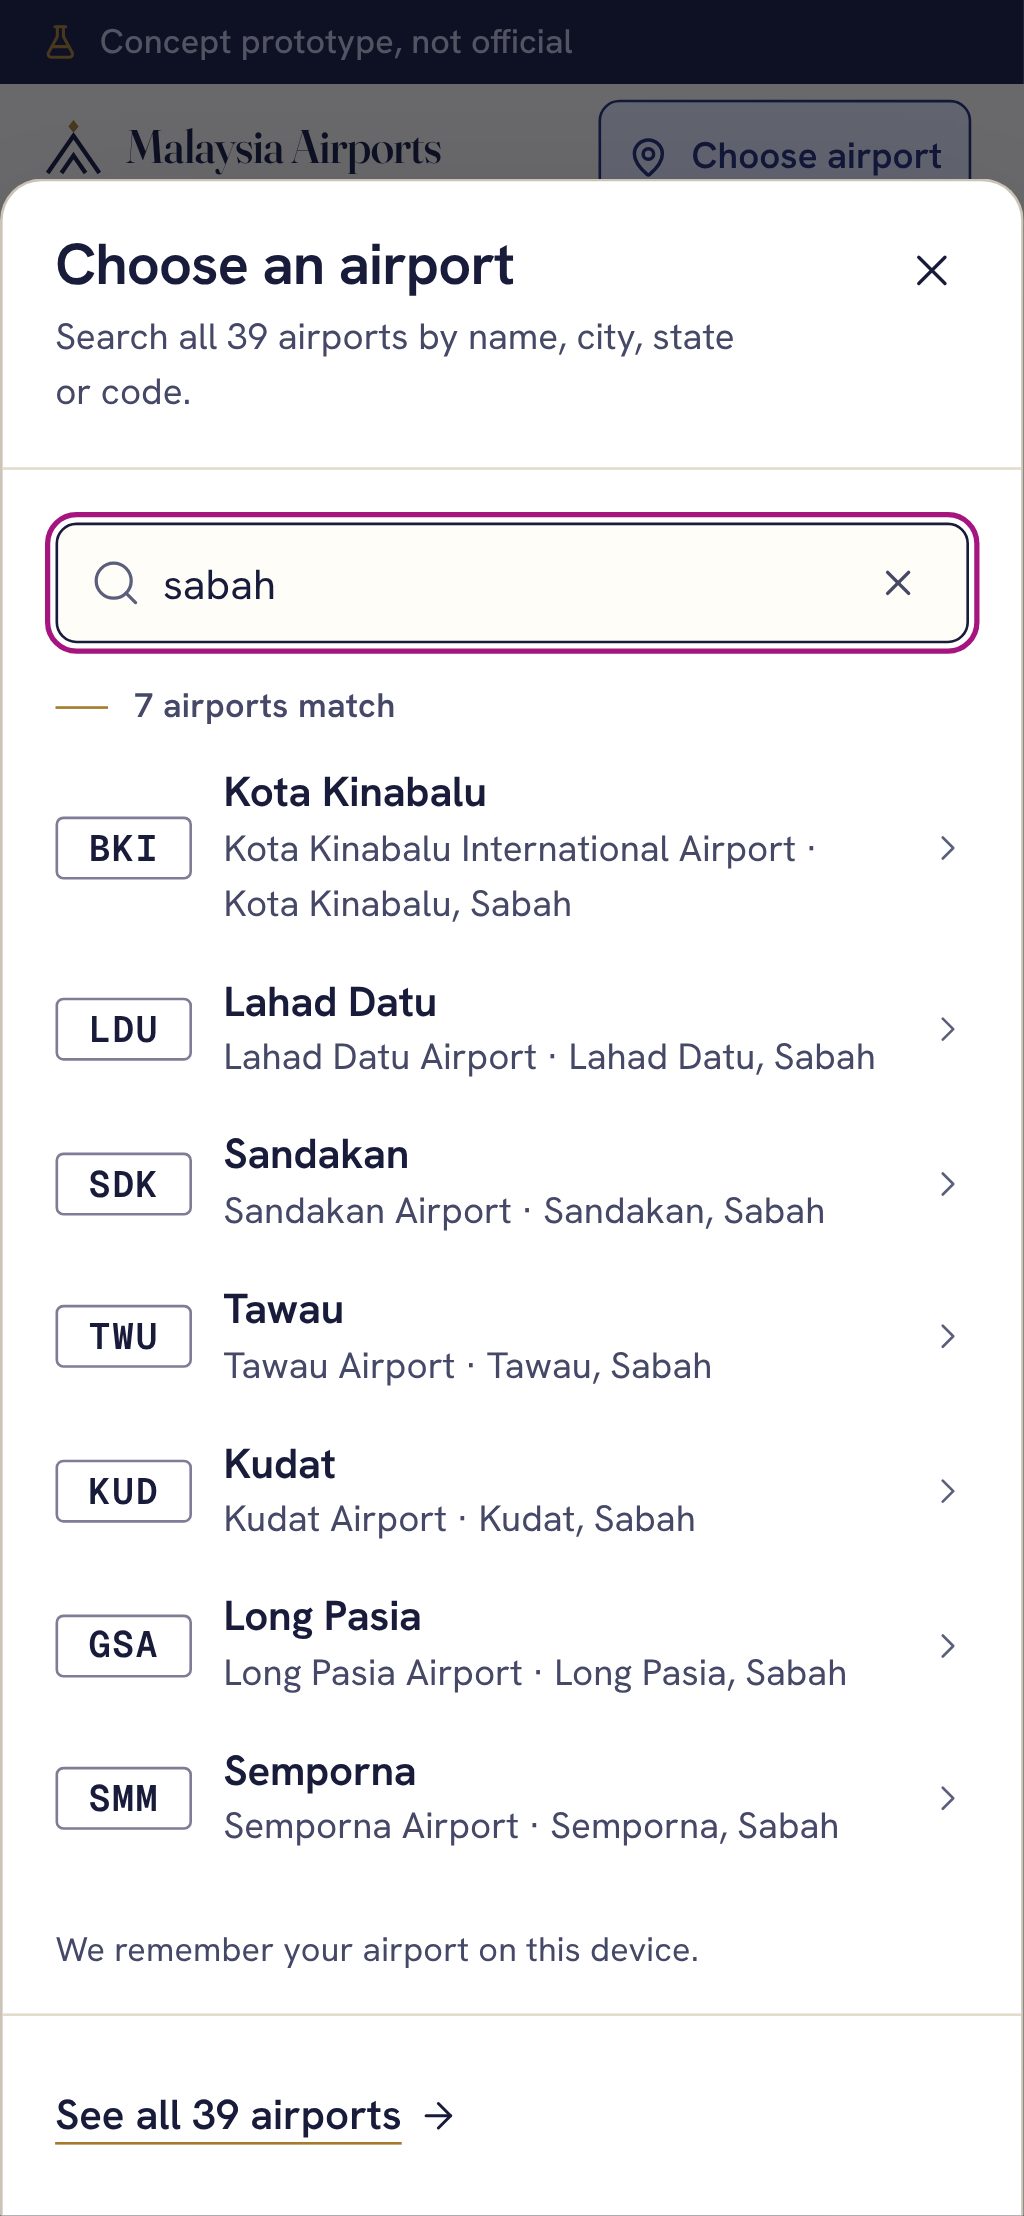 Concept prototype, not official
Malaysia Airports
Choose airport
Choose an airport
Search all 39 airports by name, city, state
or code.
sabah
7 airports match
BKI
Kota Kinabalu
Kota Kinabalu International Airport ·
Kota Kinabalu, Sabah
LDU
Lahad Datu
Lahad Datu Airport · Lahad Datu, Sabah
SDK
Sandakan
Sandakan Airport · Sandakan, Sabah
TWU
Tawau
Tawau Airport · Tawau, Sabah
KUD
Kudat
Kudat Airport · Kudat, Sabah
GSA
Long Pasia
Long Pasia Airport · Long Pasia, Sabah
SMM
Semporna
Semporna Airport · Semporna, Sabah
We remember your airport on this device.
See all 39 airports →